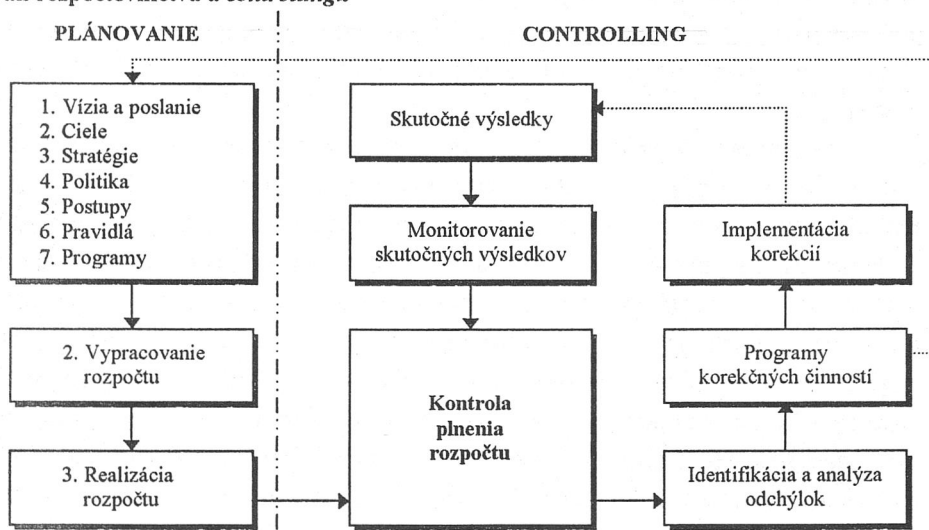 rozpočtovníctva a controllingu
PLÁNOVANIE
CONTROLLING
1. Vízia a poslanie
2. Ciele
3. Stratégie
4. Politika
5. Postupy
6. Pravidlá
7. Programy
2. Vypracovanie
rozpočtu
3. Realizácia
rozpočtu
Skutočné výsledky
Monitorovanie
skutočných výsledkov
Kontrola
plnenia
rozpočtu
Implementácia
korekcií
Programy
korekčných činností
Identifikácia a analýza
odchýlok